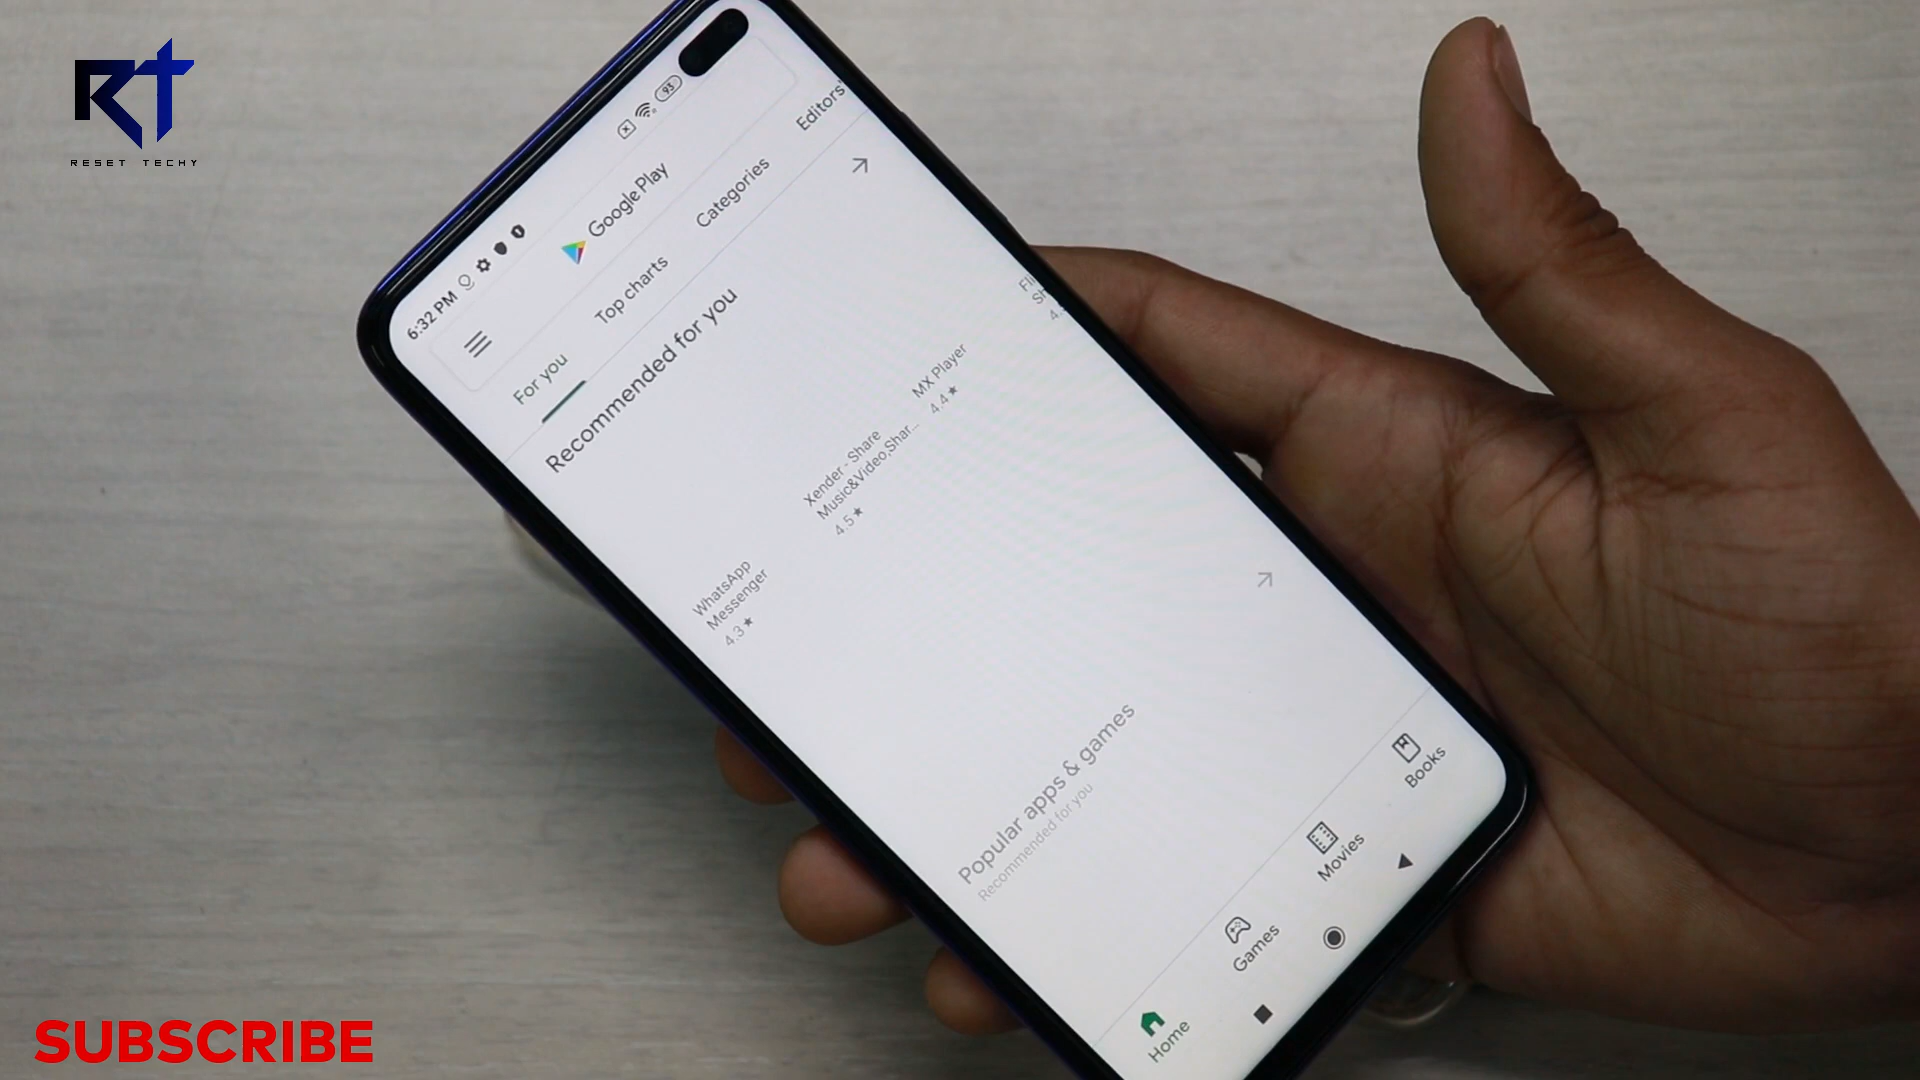 RT
RESET TECHY
6:32 PM
93
Google Play
For you
Top charts
Categories
Editors'
Recommended for you
WhatsApp
Messenger
4.3★
Xender - Share
Music&Video,Shar...
4.5★
MX Player
4.4★
Popular apps & games
Recommended for you
Home
Games
Movies
Books
SUBSCRIBE